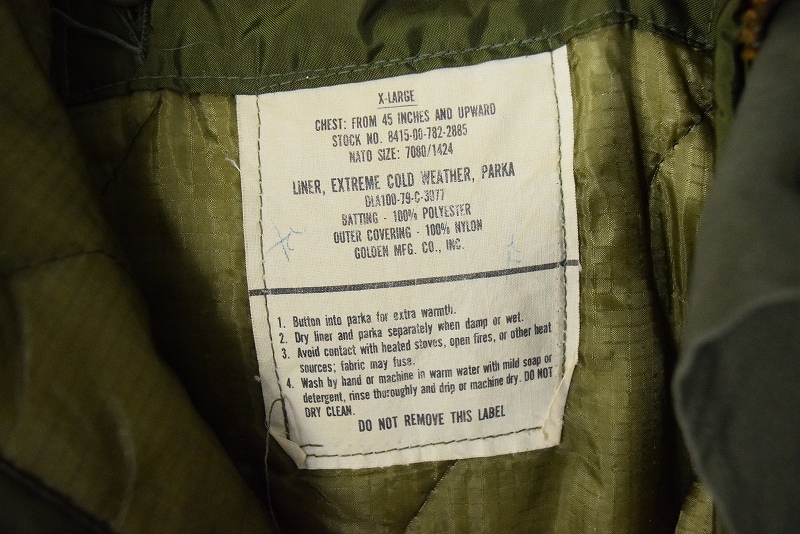 X-LARGE
CHEST: FROM 45 INCHES AND UPWARD
STOCK NO. 8415-00-782-2885
NATO SIZE: 7080/1424
LINER, EXTREME COLD WEATHER, PARKA
DLA100-79-C-3077
BATTING - 100% POLYESTER
OUTER COVERING - 100% NYLON
GOLDEN MFG. CO., INC.
1. Button into parka for extra warmth.
2. Dry liner and parka separately when damp or wet.
3. Avoid contact with heated stoves, open fires, or other heat
sources; fabric may fuse.
4. Wash by hand or machine in warm water with mild soap or
detergent, rinse thoroughly and drip or machine dry. DO NOT
DRY CLEAN.
DO NOT REMOVE THIS LABEL